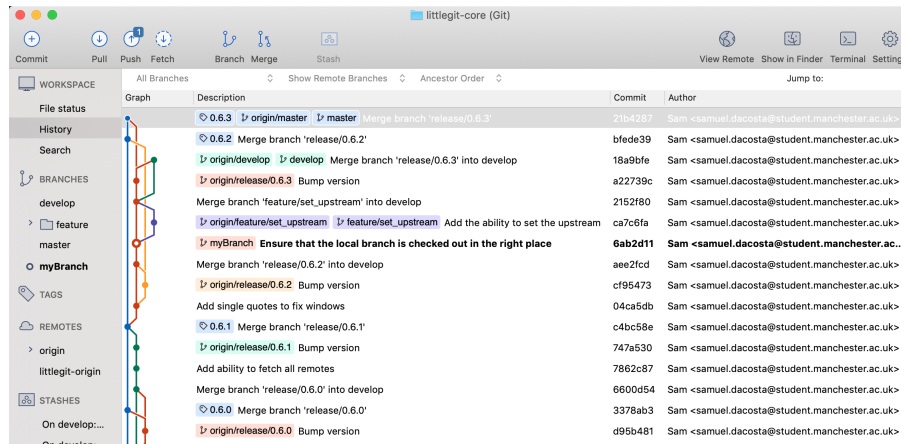 littlegit-core (Git)
1
Commit Pull Push Fetch Branch Merge Stash View Remote Show in Finder Terminal Setting
WORKSPACE
All Branches Show Remote Branches Ancestor Order Jump to:
Graph Description Commit Author
File status
0.6.3 origin/master master Merge branch 'release/0.6.3' 21b4287 Sam <samuel.dacosta@student.manchester.ac.uk>
History
0.6.2 Merge branch 'release/0.6.2' bfede39 Sam <samuel.dacosta@student.manchester.ac.uk>
Search
origin/develop develop Merge branch 'release/0.6.3' into develop 18a9bfe Sam <samuel.dacosta@student.manchester.ac.uk>
BRANCHES
origin/release/0.6.3 Bump version a22739c Sam <samuel.dacosta@student.manchester.ac.uk>
develop
Merge branch 'feature/set_upstream' into develop 2152f80 Sam <samuel.dacosta@student.manchester.ac.uk>
feature
origin/feature/set_upstream feature/set_upstream Add the ability to set the upstream ca7c6fa Sam <samuel.dacosta@student.manchester.ac.uk>
master
myBranch Ensure that the local branch is checked out in the right place 6ab2d11 Sam <samuel.dacosta@student.manchester.ac...
myBranch
Merge branch 'release/0.6.2' into develop aee2fcd Sam <samuel.dacosta@student.manchester.ac.uk>
origin/release/0.6.2 Bump version cf95473 Sam <samuel.dacosta@student.manchester.ac.uk>
TAGS
Add single quotes to fix windows 04ca5db Sam <samuel.dacosta@student.manchester.ac.uk>
REMOTES
0.6.1 Merge branch 'release/0.6.1' c4bc58e Sam <samuel.dacosta@student.manchester.ac.uk>
origin
origin/release/0.6.1 Bump version 747a530 Sam <samuel.dacosta@student.manchester.ac.uk>
littlegit-origin
Add ability to fetch all remotes 7862c87 Sam <samuel.dacosta@student.manchester.ac.uk>
STASHES
Merge branch 'release/0.6.0' into develop 6600d54 Sam <samuel.dacosta@student.manchester.ac.uk>
0.6.0 Merge branch 'release/0.6.0' 3378ab3 Sam <samuel.dacosta@student.manchester.ac.uk>
On develop:...
origin/release/0.6.0 Bump version d95b481 Sam <samuel.dacosta@student.manchester.ac.uk>